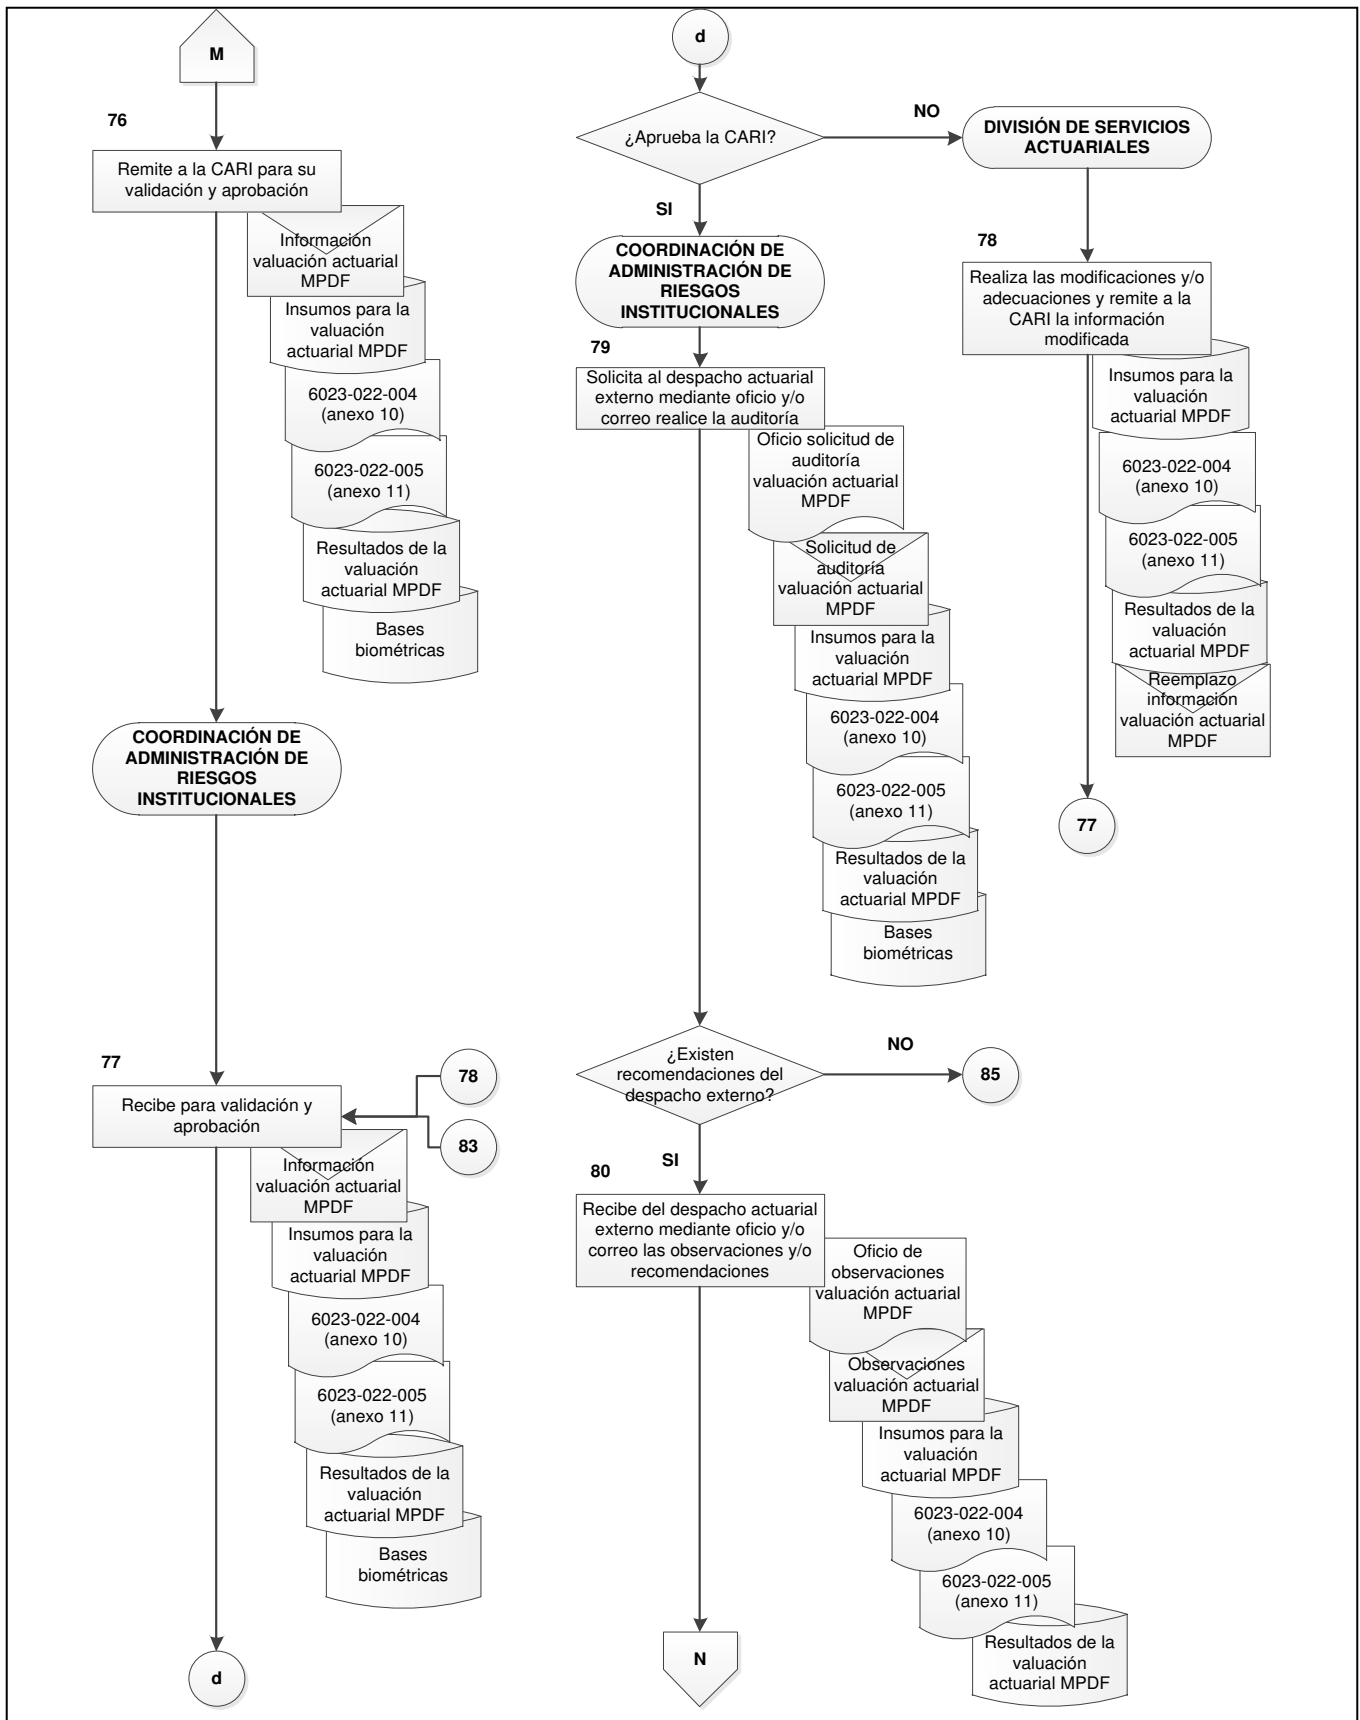 M
76
Remite a la CARI para su
validación y aprobación
Información
valuación actuarial
MPDF
Insumos para la
valuación
actuarial MPDF
6023-022-004
(anexo 10)
6023-022-005
(anexo 11)
Resultados de la
valuación
actuarial MPDF
Bases
biométricas
COORDINACIÓN DE
ADMINISTRACIÓN DE
RIESGOS
INSTITUCIONALES
77
Recibe para validación y
aprobación
78
83
Información
valuación actuarial
MPDF
Insumos para la
valuación
actuarial MPDF
6023-022-004
(anexo 10)
6023-022-005
(anexo 11)
Resultados de la
valuación
actuarial MPDF
Bases
biométricas
d
d
¿Aprueba la CARI?
NO
SI
DIVISIÓN DE SERVICIOS
ACTUARIALES
78
Realiza las modificaciones y/o
adecuaciones y remite a la
CARI la información
modificada
Insumos para la
valuación
actuarial MPDF
6023-022-004
(anexo 10)
6023-022-005
(anexo 11)
Resultados de la
valuación
actuarial MPDF
Reemplazo
información
valuación actuarial
MPDF
77
COORDINACIÓN DE
ADMINISTRACIÓN DE
RIESGOS
INSTITUCIONALES
79
Solicita al despacho actuarial
externo mediante oficio y/o
correo realice la auditoría
Oficio solicitud de
auditoría
valuación actuarial
MPDF
Solicitud de
auditoría
valuación actuarial
MPDF
Insumos para la
valuación
actuarial MPDF
6023-022-004
(anexo 10)
6023-022-005
(anexo 11)
Resultados de la
valuación
actuarial MPDF
Bases
biométricas
¿Existen
recomendaciones del
despacho externo?
NO
85
SI
80
Recibe del despacho actuarial
externo mediante oficio y/o
correo las observaciones y/o
recomendaciones
Oficio de
observaciones
valuación actuarial
MPDF
Observaciones
valuación actuarial
MPDF
Insumos para la
valuación
actuarial MPDF
6023-022-004
(anexo 10)
6023-022-005
(anexo 11)
Resultados de la
valuación
actuarial MPDF
N